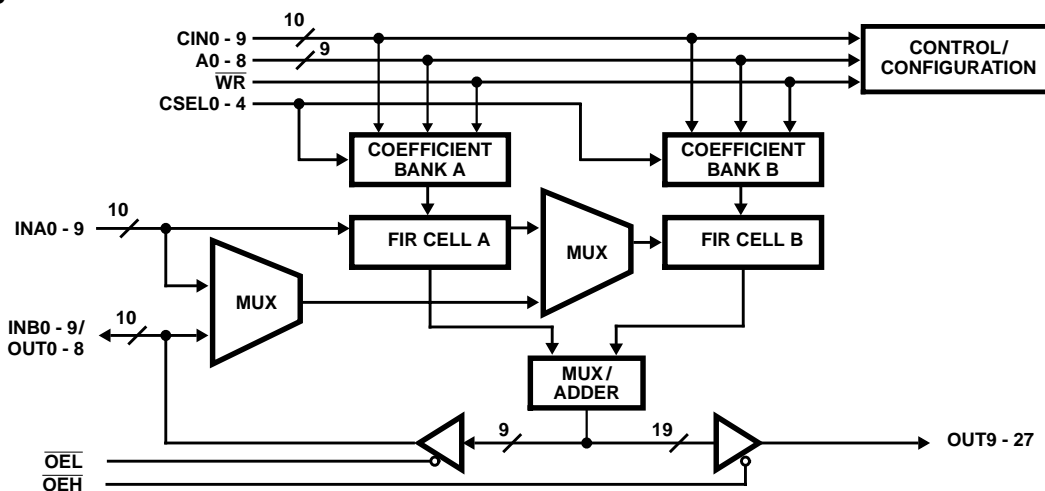 10
CIN0 - 9
9
A0 - 8
WR
CSEL0 - 4
CONTROL/
CONFIGURATION
COEFFICIENT
BANK A
COEFFICIENT
BANK B
10
INA0 - 9
FIR CELL A
MUX
FIR CELL B
MUX
10
INB0 - 9/
OUT0 - 8
MUX/
ADDER
9
19
OUT9 - 27
OEL
OEH